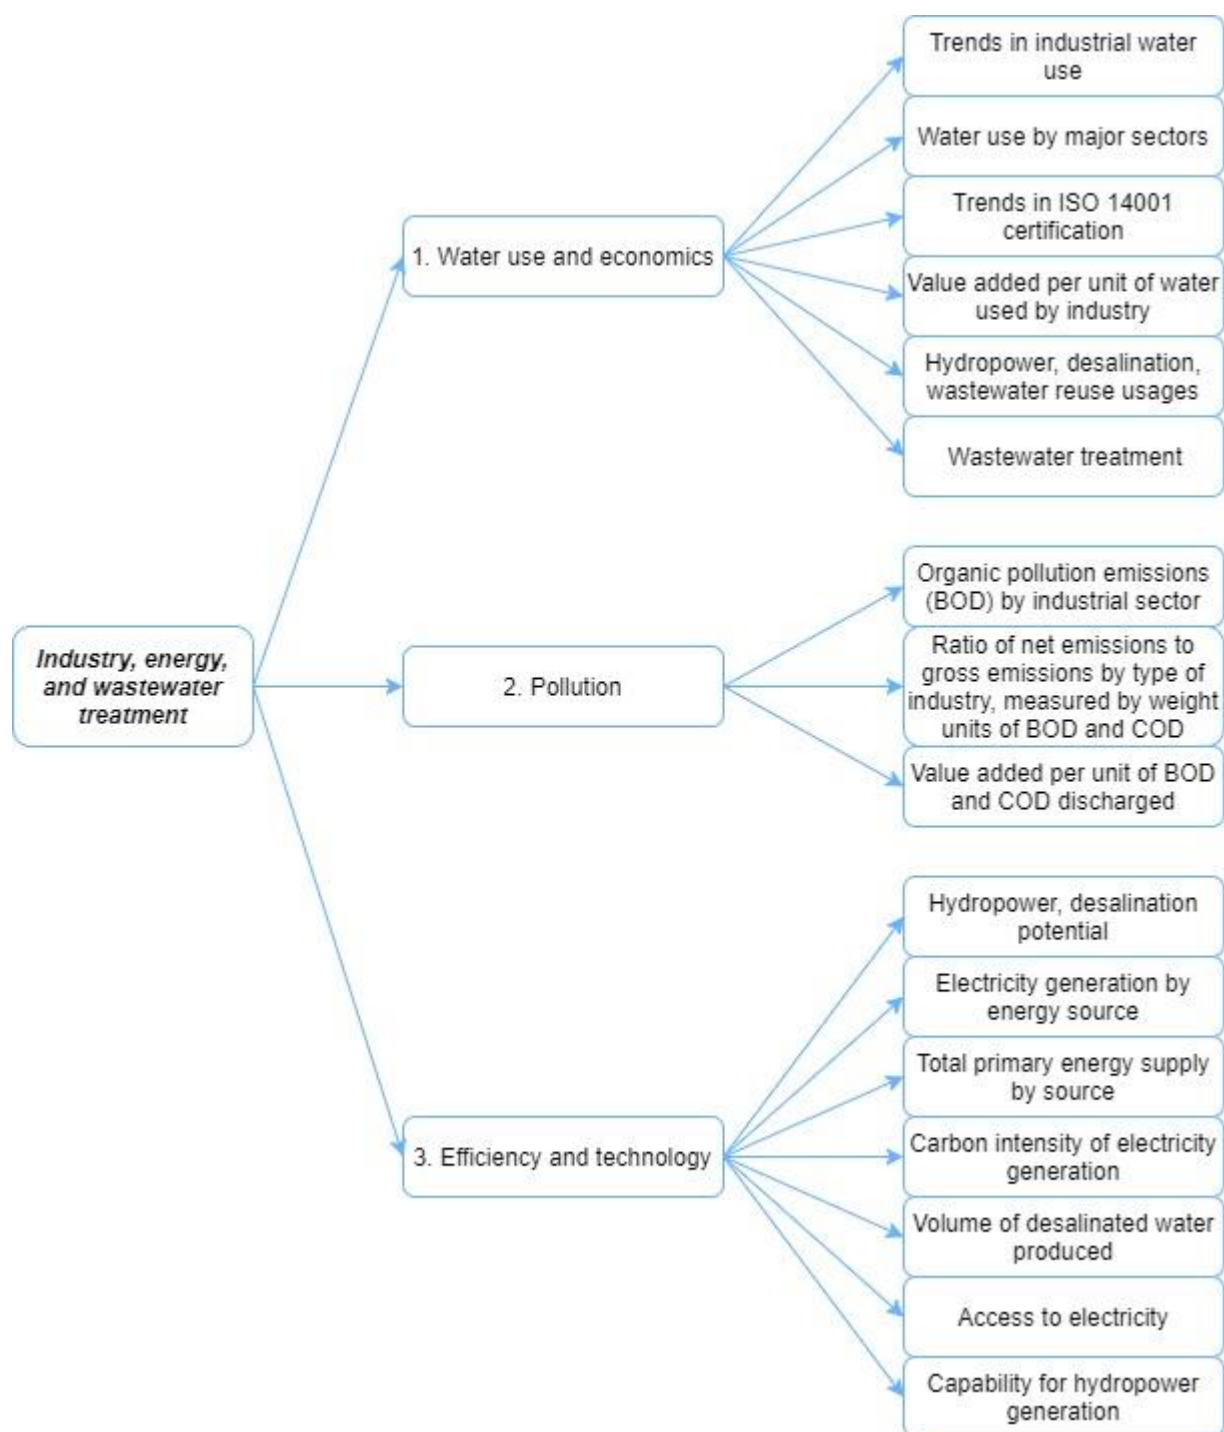 Industry, energy,
and wastewater
treatment
1. Water use and economics
Trends in industrial water
use
Water use by major sectors
Trends in ISO 14001
certification
Value added per unit of water
used by industry
Hydropower, desalination,
wastewater reuse usages
Wastewater treatment
2. Pollution
Organic pollution emissions
(BOD) by industrial sector
Ratio of net emissions to
gross emissions by type of
industry, measured by weight
units of BOD and COD
Value added per unit of BOD
and COD discharged
3. Efficiency and technology
Hydropower, desalination
potential
Electricity generation by
energy source
Total primary energy supply
by source
Carbon intensity of electricity
generation
Volume of desalinated water
produced
Access to electricity
Capability for hydropower
generation